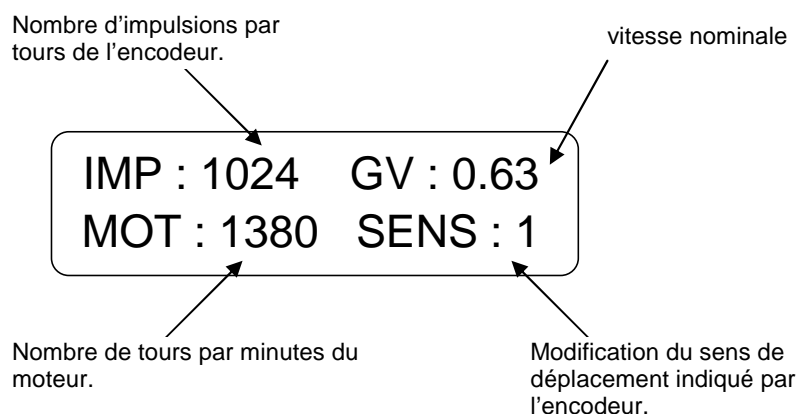 Nombre d'impulsions par
tours de l'encodeur.
vitesse nominale
IMP : 1024 GV : 0.63
MOT : 1380 SENS : 1
Nombre de tours par minutes du
moteur.
Modification du sens de
déplacement indiqué par
l'encodeur.